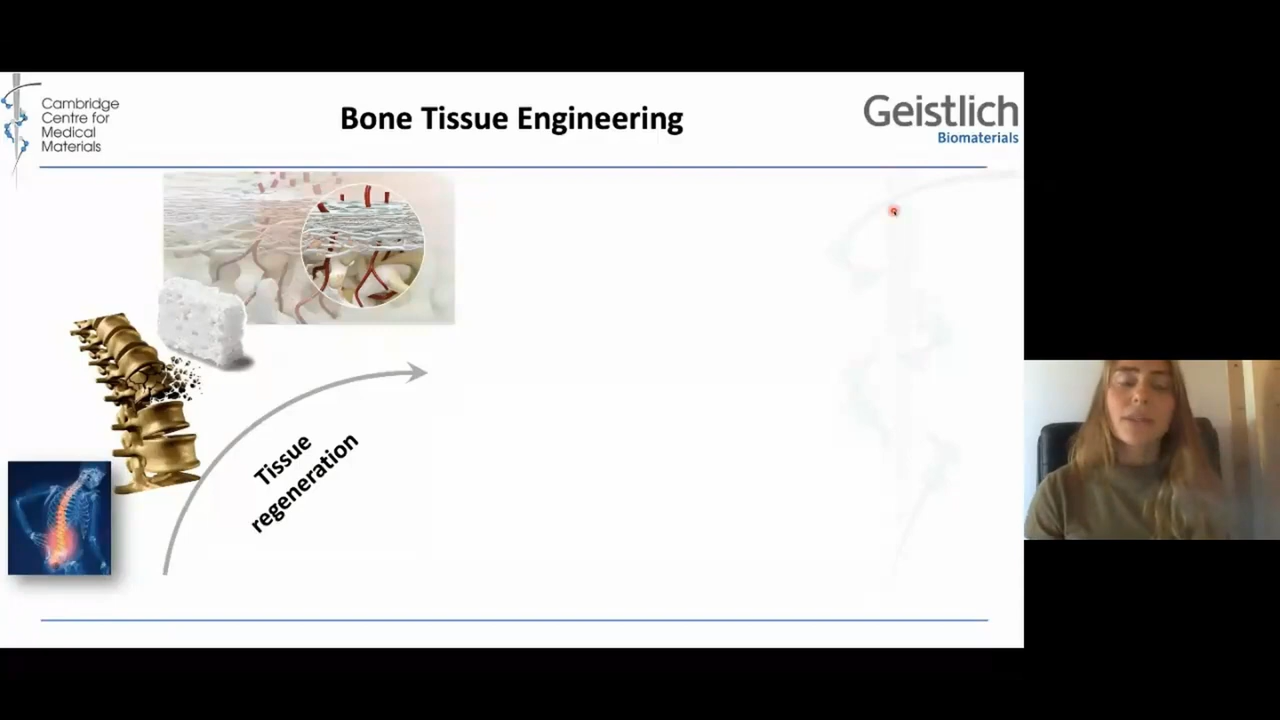 Cambridge
Centre for
Medical
Materials
Bone Tissue Engineering
Geistlich
Biomaterials
Tissue
regeneration